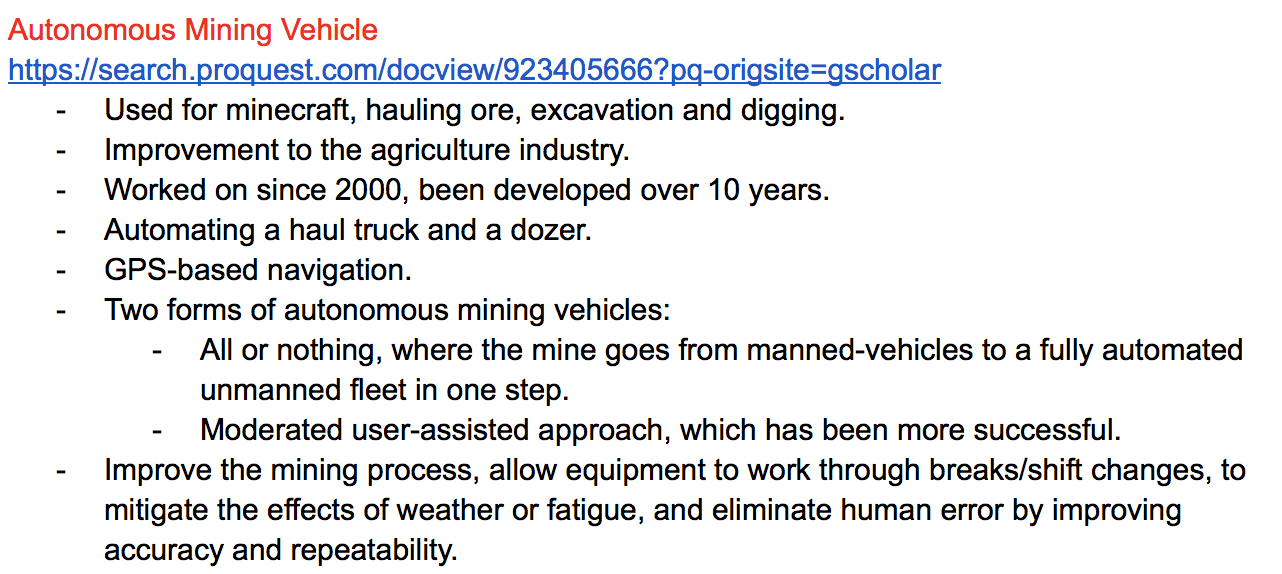 Autonomous Mining Vehicle
https://search.proquest.com/docview/923405666?pq-origsite=gscholar
- Used for minecraft, hauling ore, excavation and digging.
- Improvement to the agriculture industry.
- Worked on since 2000, been developed over 10 years.
- Automating a haul truck and a dozer.
- GPS-based navigation.
- Two forms of autonomous mining vehicles:
- All or nothing, where the mine goes from manned-vehicles to a fully automated
unmanned fleet in one step.
- Moderated user-assisted approach, which has been more successful.
- Improve the mining process, allow equipment to work through breaks/shift changes, to
mitigate the effects of weather or fatigue, and eliminate human error by improving
accuracy and repeatability.